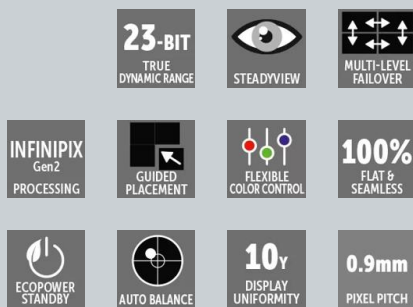 23-BIT
TRUE
DYNAMIC RANGE
STEADYVIEW
MULTI-LEVEL
FAILOVER
INFINIPIX
Gen2
PROCESSING
GUIDED
PLACEMENT
FLEXIBLE
COLOR CONTROL
100%
FLAT &
SEAMLESS
ECOPOWER
STANDBY
AUTO BALANCE
10Y
DISPLAY
UNIFORMITY
0.9mm
PIXEL PITCH